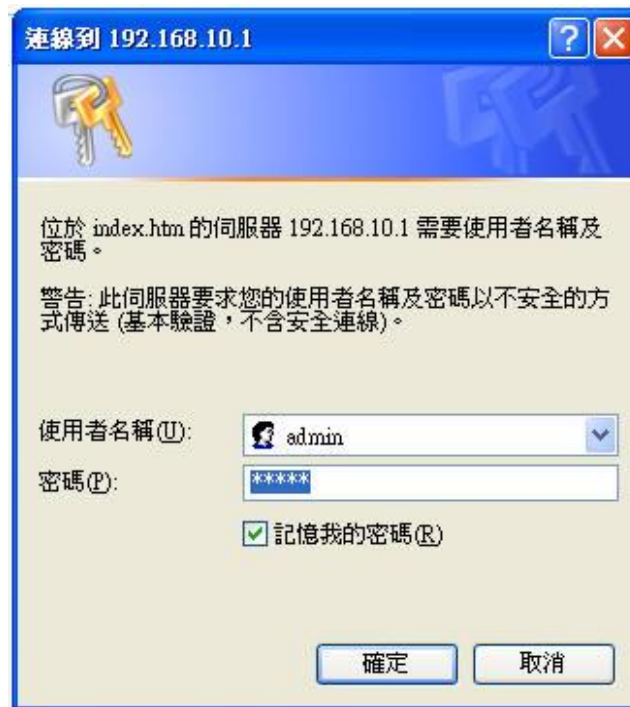 連線到 192.168.10.1
位於 index.htm 的伺服器 192.168.10.1 需要使用者名稱及
密碼。
警告: 此伺服器要求您的使用者名稱及密碼以不安全的方
式傳送 (基本驗證，不含安全連線)。
使用者名稱(U):
admin
密碼(P):
*****
記憶我的密碼(R)
確定
取消